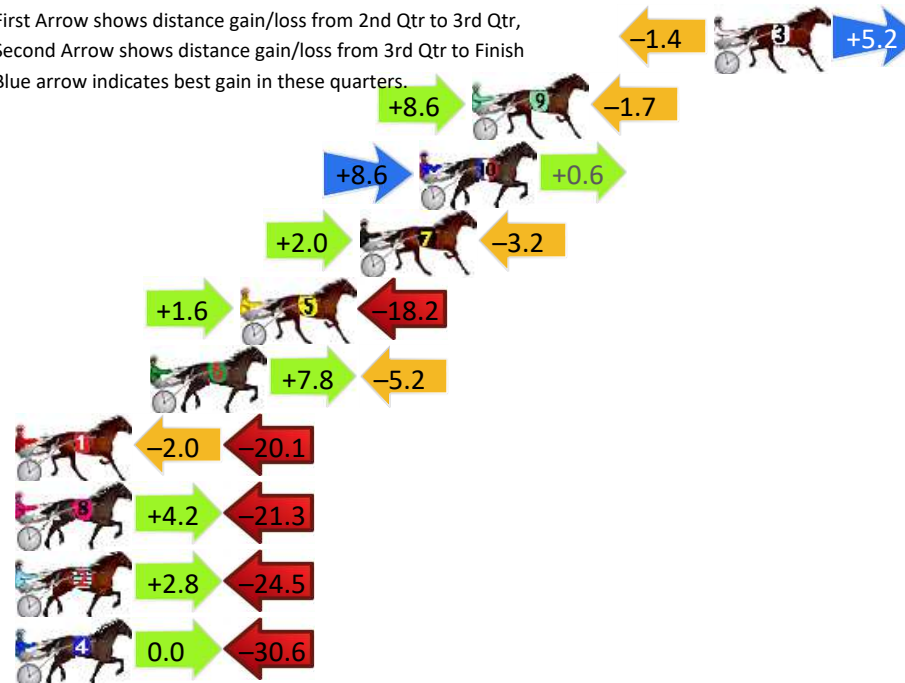 First Arrow shows distance gain/loss from 2nd Qtr to 3rd Qtr,
Second Arrow shows distance gain/loss from 3rd Qtr to Finish
Blue arrow indicates best gain in these quarters.
–1.4 3 +5.2
+8.6 9 –1.7
+8.6 10 +0.6
+2.0 7 –3.2
+1.6 5 –18.2
6 +7.8 –5.2
1 –2.0 –20.1
8 +4.2 –21.3
2 +2.8 –24.5
4 0.0 –30.6